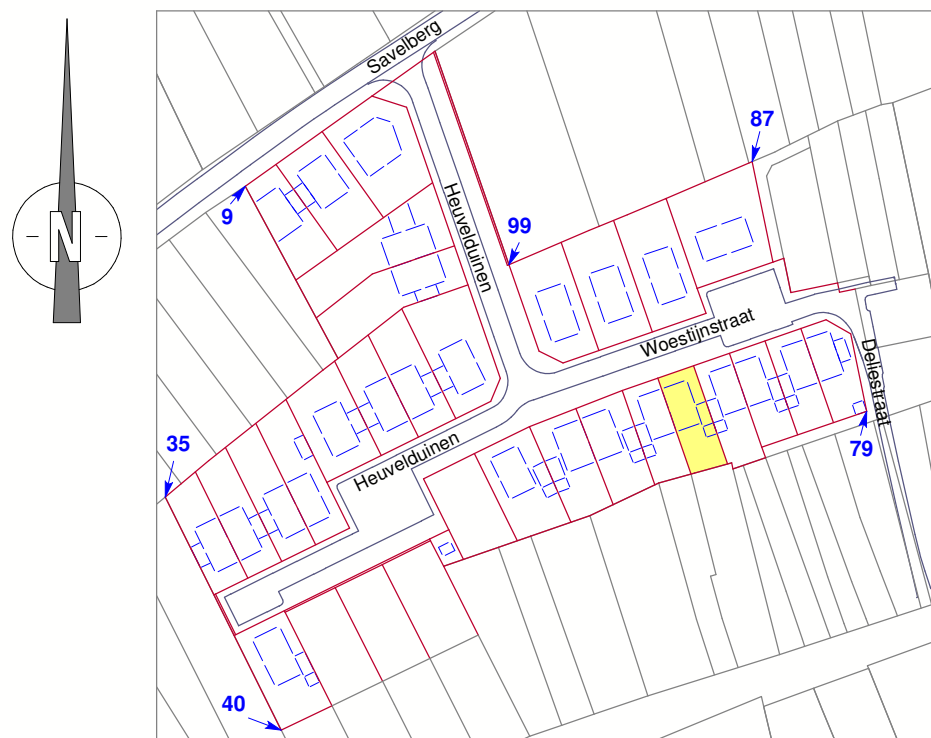 Savelberg
87
9
Heuvelduinen
99
N
Woestijnstraat
Deliestraat
35
Heuvelduinen
79
40